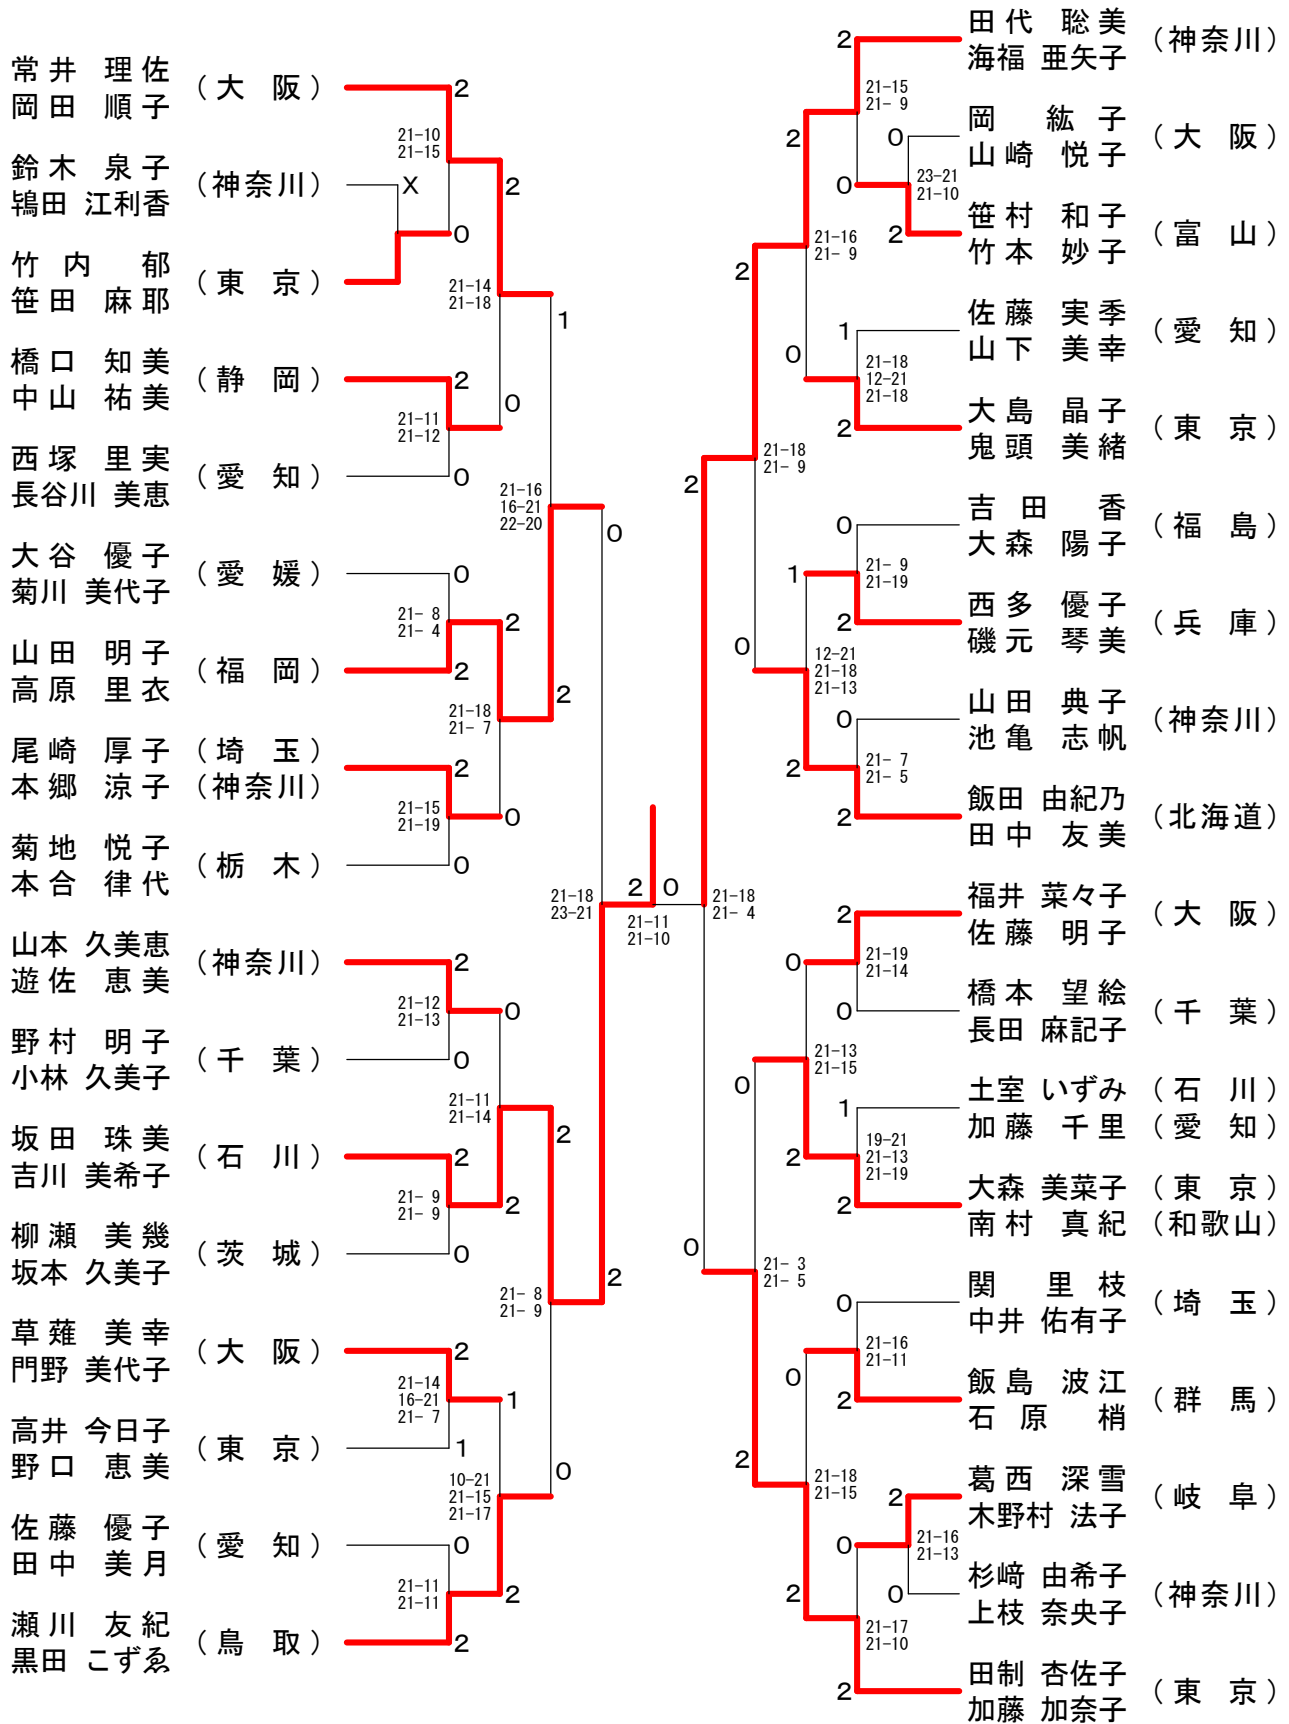 常井 理佐
岡田 順子
（大 阪）
2
21-10
21-15
鈴木 泉子
鴇田 江利香
（神奈川）
X
2
0
竹内 郁
笹田 麻耶
（東 京）
21-14
21-18
1
橋口 知美
中山 祐美
（静 岡）
2
0
21-11
21-12
西塚 里実
長谷川 美恵
（愛 知）
0
21-16
16-21
22-20
0
大谷 優子
菊川 美代子
（愛 媛）
0
21- 8
21- 4
2
山田 明子
高原 里衣
（福 岡）
2
2
21-18
21- 7
尾崎 厚子
本郷 涼子
（埼 玉）
（神奈川）
2
21-15
21-19
0
菊地 悦子
本合 律代
（栃 木）
0
21-18
23-21
2
0
21-11
21-10
山本 久美恵
遊佐 恵美
（神奈川）
2
21-12
21-13
0
野村 明子
小林 久美子
（千 葉）
0
21-11
21-14
2
坂田 珠美
吉川 美希子
（石 川）
2
21- 9
21- 9
2
柳瀬 美幾
坂本 久美子
（茨 城）
0
21- 8
21- 9
2
草薙 美幸
門野 美代子
（大 阪）
2
21-14
16-21
21- 7
1
高井 今日子
野口 恵美
（東 京）
1
10-21
21-15
21-17
0
佐藤 優子
田中 美月
（愛 知）
0
21-11
21-11
2
瀬川 友紀
黒田 こずゑ
（鳥 取）
2
2
田代 聡美
海福 亜矢子
（神奈川）
21-15
21- 9
2
0
岡 紘子
山崎 悦子
（大 阪）
0
23-21
21-10
2
笹村 和子
竹本 妙子
（富 山）
2
21-16
21- 9
1
佐藤 実季
山下 美幸
（愛 知）
0
21-18
12-21
21-18
2
大島 晶子
鬼頭 美緒
（東 京）
2
21-18
21- 9
0
吉田 香
大森 陽子
（福 島）
1
21- 9
21-19
2
西多 優子
磯元 琴美
（兵 庫）
0
12-21
21-18
21-13
0
山田 典子
池亀 志帆
（神奈川）
2
21- 7
21- 5
2
飯田 由紀乃
田中 友美
（北海道）
21-18
21- 4
2
福井 菜々子
佐藤 明子
（大 阪）
0
21-19
21-14
0
橋本 望絵
長田 麻記子
（千 葉）
0
21-13
21-15
1
土室 いずみ
加藤 千里
（石 川）
（愛 知）
2
19-21
21-13
21-19
2
大森 美菜子
南村 真紀
（東 京）
（和歌山）
0
21- 3
21- 5
0
関 里枝
中井 佑有子
（埼 玉）
0
21-16
21-11
2
飯島 波江
石原 梢
（群 馬）
2
21-18
21-15
2
葛西 深雪
木野村 法子
（岐 阜）
0
21-16
21-13
0
杉﨑 由希子
上枝 奈央子
（神奈川）
2
21-17
21-10
2
田制 杏佐子
加藤 加奈子
（東 京）